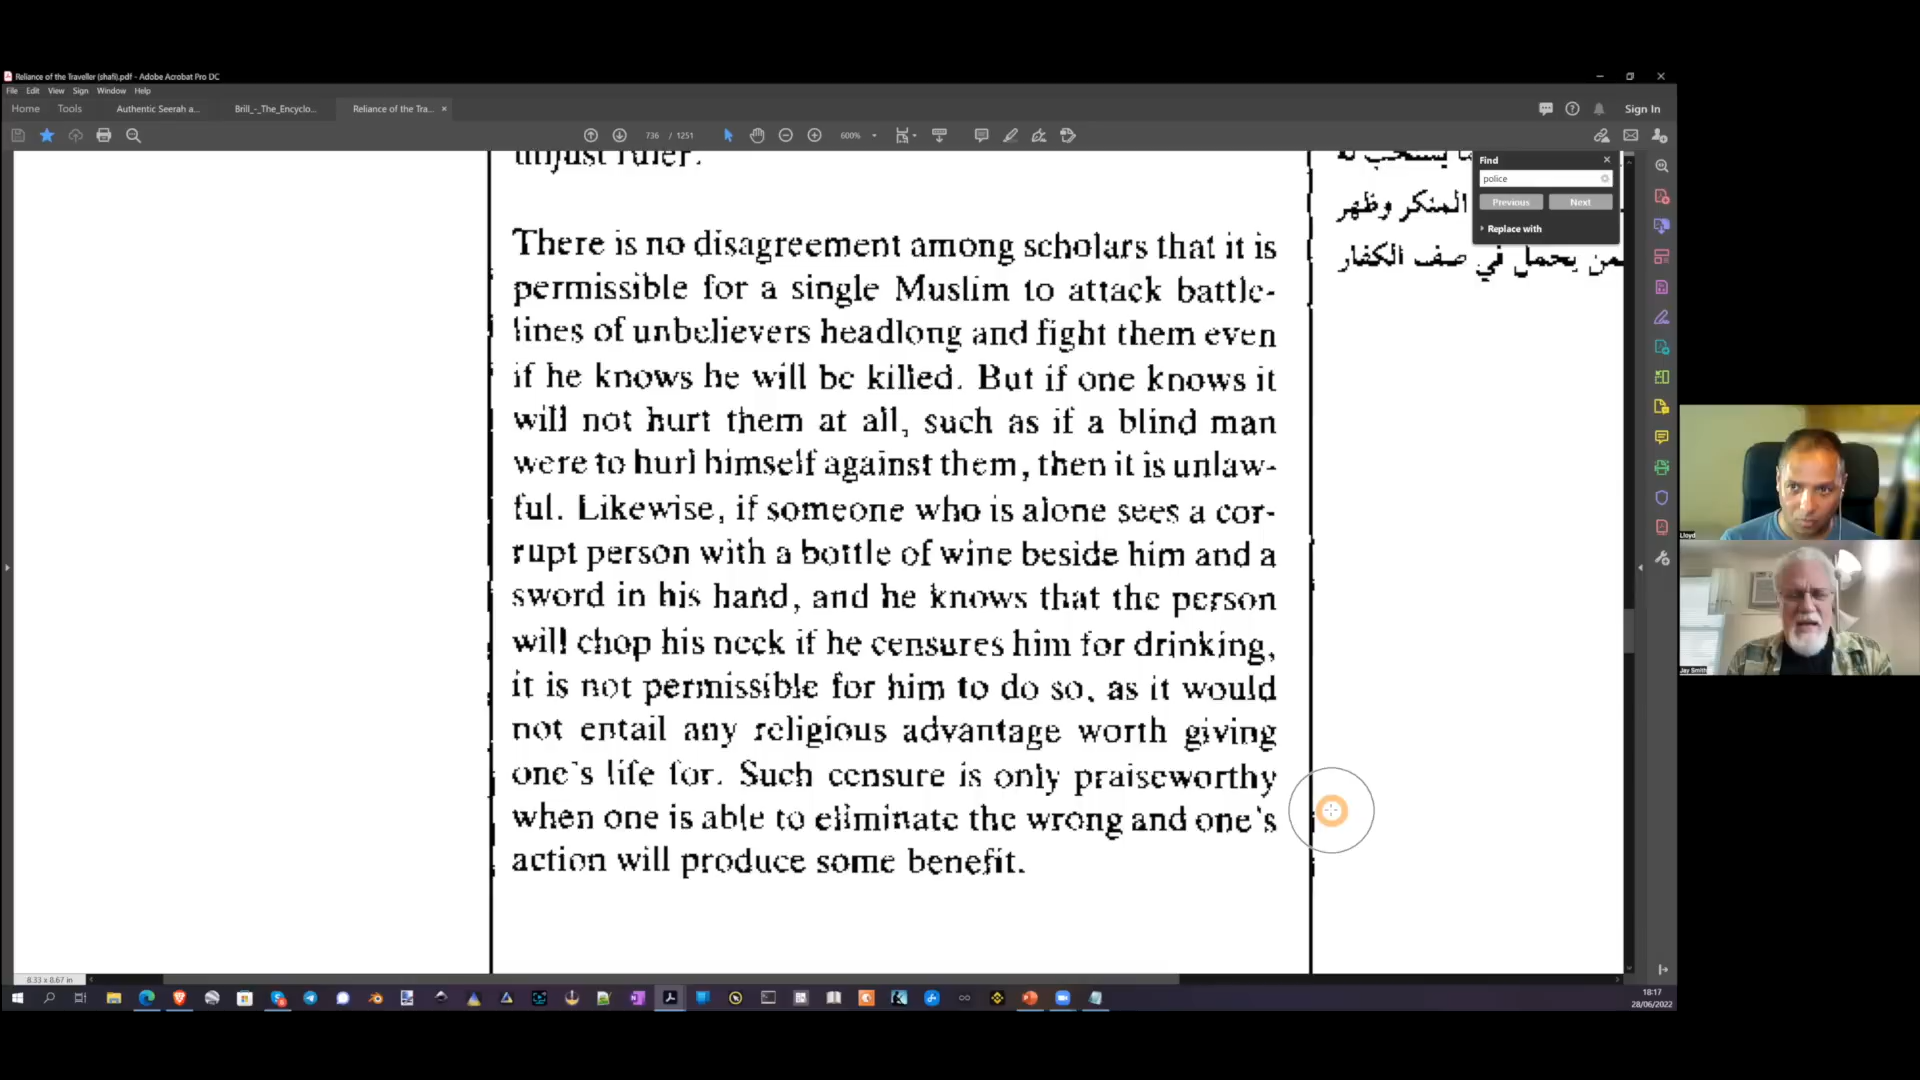 Reliance of the Traveller (shafi).pdf - Adobe Acrobat Pro DC
File Edit View Sign Window Help
Home Tools Authentic Seerah a... Brill_-_The_Encyclo... Reliance of the Tra... ×
Sign In
736 / 1251 600%
unjust ruler.
There is no disagreement among scholars that it is
permissible for a single Muslim to attack battle-
lines of unbelievers headlong and fight them even
if he knows he will be killed. But if one knows it
will not hurt them at all, such as if a blind man
were to hurl himself against them, then it is unlaw-
ful. Likewise, if someone who is alone sees a cor-
rupt person with a bottle of wine beside him and a
sword in his hand, and he knows that the person
will chop his neck if he censures him for drinking,
it is not permissible for him to do so, as it would
not entail any religious advantage worth giving
one's life for. Such censure is only praiseworthy
when one is able to eliminate the wrong and one's
action will produce some benefit.
يستحب له
المنكر وظهر
يحمل في صف الكفار
Find
police
Previous Next
Replace with
Lloyd
Jay Smith
8.33 x 8.67 in
18:17
28/06/2022